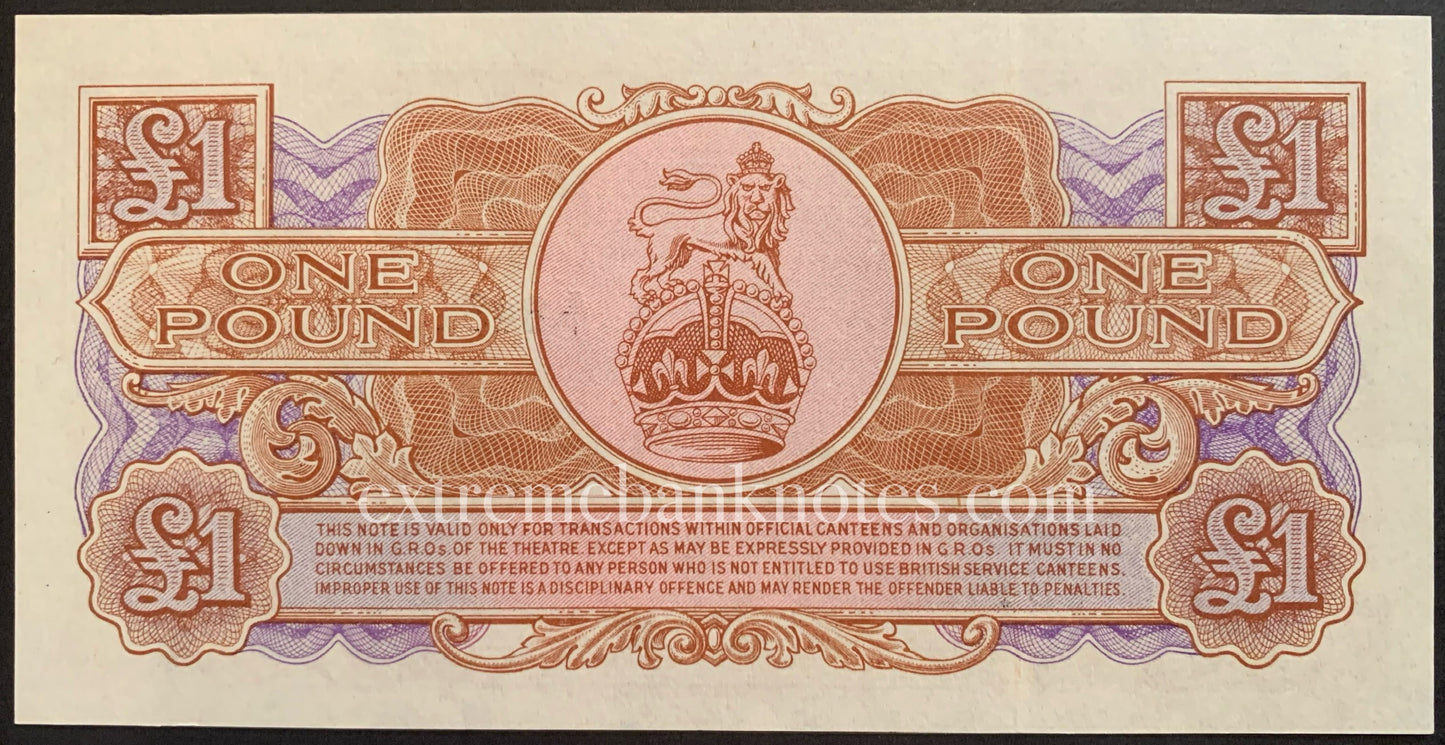 £1
£1
ONE
POUND
ONE
POUND
extremebanknotes.com
THIS NOTE IS VALID ONLY FOR TRANSACTIONS WITHIN OFFICIAL CANTEENS AND ORGANISATIONS LAID
DOWN IN G.R.Os OF THE THEATRE. EXCEPT AS MAY BE EXPRESSLY PROVIDED IN G.R.Os. IT MUST IN NO
CIRCUMSTANCES BE OFFERED TO ANY PERSON WHO IS NOT ENTITLED TO USE BRITISH SERVICE CANTEENS.
IMPROPER USE OF THIS NOTE IS A DISCIPLINARY OFFENCE AND MAY RENDER THE OFFENDER LIABLE TO PENALTIES.
£1
£1